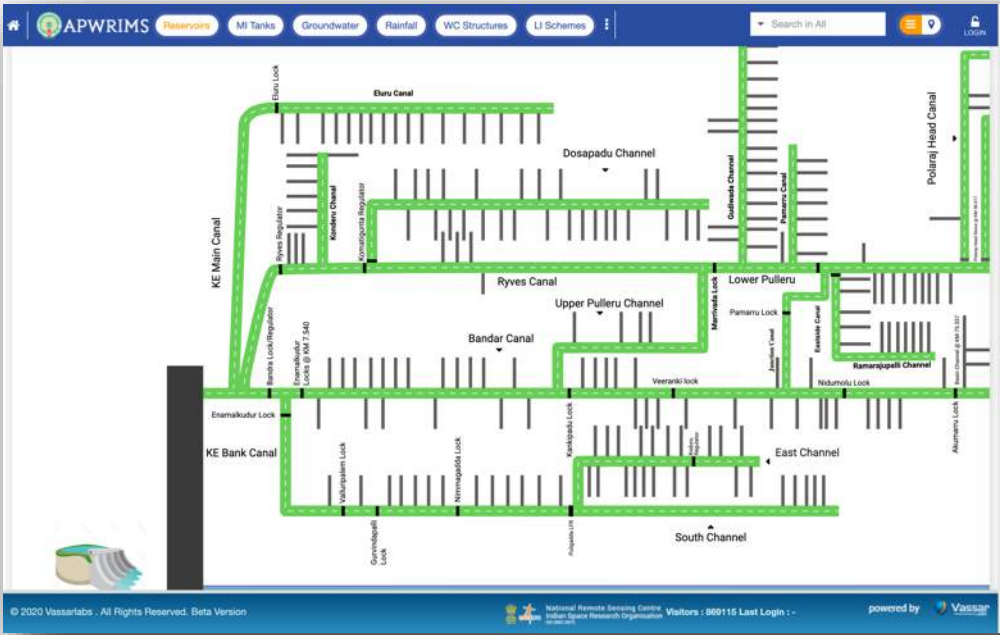 APWRIMS
Reservoirs
MI Tanks
Groundwater
Rainfall
WC Structures
LI Schemes
Search in All
LOGIN
Eluru Lock
Eluru Canal
Dosapadu Channel
Polaraj Head Canal
KE Main Canal
Ryves Regulator
Konderu Chanal
Komatigunta Regulator
Gudiwada Channel
Pamarru Canal
Ryves Canal
Marrivada Lock
Lower Pulleru
Upper Pulleru Channel
Pamarru Lock
Bandar Canal
Junction Canal
Eastside Canal
Ramarajupalli Channel
Bandra Lock/Regulator
Enamalkudur
Locks @ KM 7.540
Veeranki lock
Nidumolu Lock
Enamalkudur Lock
Kankipadu Lock
Akumarru Lock
KE Bank Canal
Valluripalem Lock
Nimmagadda Lock
East Channel
Gurvindapalli
Lock
South Channel
© 2020 Vassarlabs . All Rights Reserved. Beta Version
National Remote Sensing Centre
Indian Space Research Organisation
Visitors : 869115 Last Login : -
powered by
Vassar